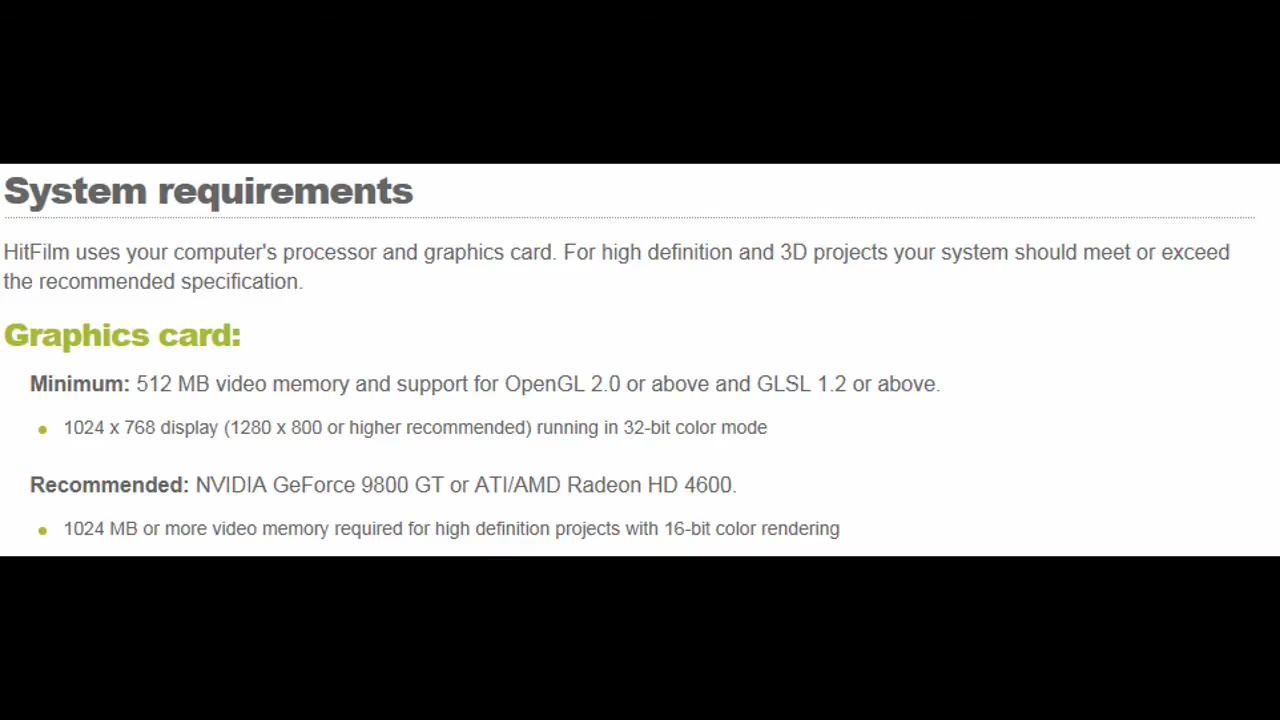 System requirements
HitFilm uses your computer's processor and graphics card. For high definition and 3D projects your system should meet or exceed
the recommended specification.
Graphics card:
Minimum: 512 MB video memory and support for OpenGL 2.0 or above and GLSL 1.2 or above.
• 1024 x 768 display (1280 x 800 or higher recommended) running in 32-bit color mode
Recommended: NVIDIA GeForce 9800 GT or ATI/AMD Radeon HD 4600.
• 1024 MB or more video memory required for high definition projects with 16-bit color rendering